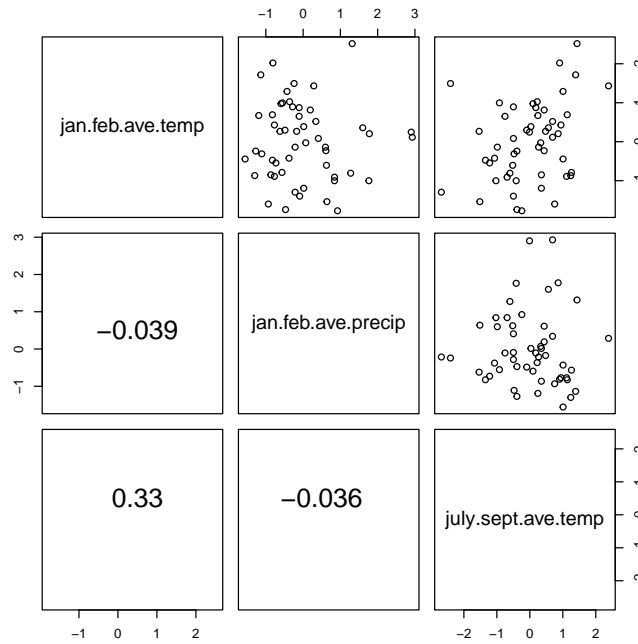 −1 0 1 2 3
jan.feb.ave.temp
3
2
1
0
−1
−0.039
jan.feb.ave.precip
0.33
−0.036
july.sept.ave.temp
−1 0 1 2
−2 −1 0 1 2